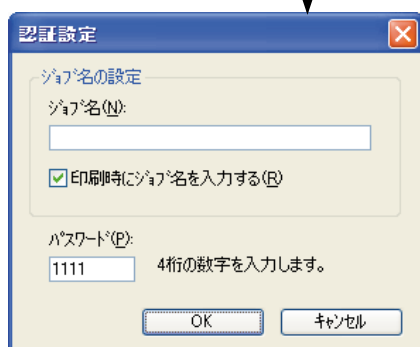 認証設定
ｼﾞｮﾌﾞ名の設定
ｼﾞｮﾌﾞ名(N):
印刷時にｼﾞｮﾌﾞ名を入力する(R)
ﾊﾟｽﾜｰﾄﾞ(P):
1111 4桁の数字を入力します。
OK ｷｬﾝｾﾙ